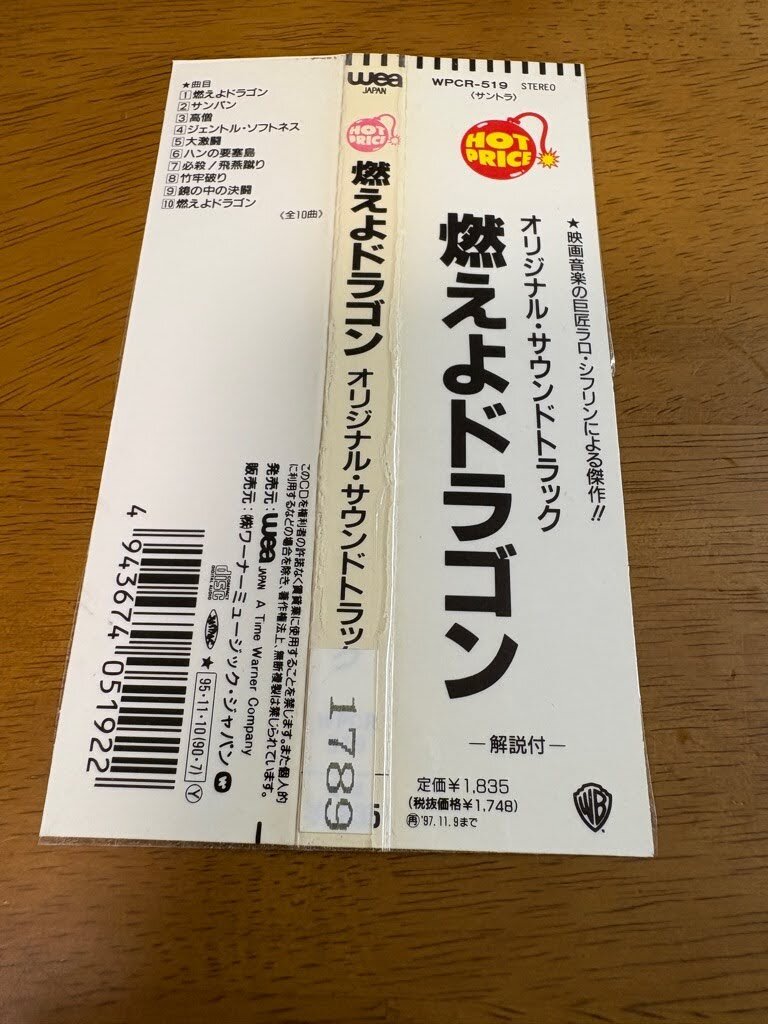 ★曲目
1 燃えよドラゴン
2 サンパン
3 高僧
4 ジェントル・ソフトネス
5 大激闘
6 ハンの要塞島
7 必殺!飛燕蹴り
8 竹牢破り
9 鏡の中の決闘
10 燃えよドラゴン
〈全10曲〉
このCDを権利者の許諾なく賃貸業に使用することを禁じます。また個人的
に利用するなどの場合を除き、著作権法上、無断複製は禁じられています。
発売元:wea JAPAN A Time Warner Company
販売元:㈱ワーナーミュージック・ジャパン
COMPACT disc DIGITAL AUDIO
★ 95・11・10(90・7) Y
4 943674 051922
wea
JAPAN
HOT
PRICE
燃えよドラゴン オリジナル・サウンドトラッ
1789
5
WPCR-519 STEREO
〈サントラ〉
HOT
PRICE
★映画音楽の巨匠ラロ・シフリンによる傑作!!
オリジナル・サウンドトラック
燃えよドラゴン
―解説付―
定価¥1,835
(税抜価格¥1,748)
㊢'97.11.9まで
WB